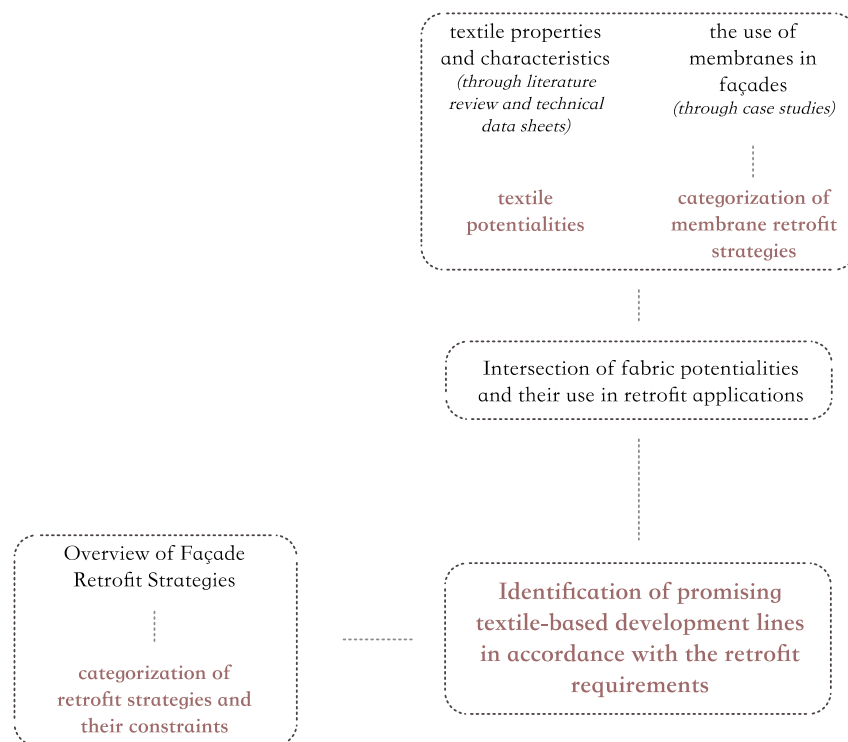 textile properties
and characteristics
(through literature
review and technical
data sheets)
textile
potentialities
the use of
membranes in
façades
(through case studies)
categorization of
membrane retrofit
strategies
Intersection of fabric potentialities
and their use in retrofit applications
Overview of Façade
Retrofit Strategies
categorization of
retrofit strategies and
their constraints
Identification of promising
textile-based development lines
in accordance with the retrofit
requirements